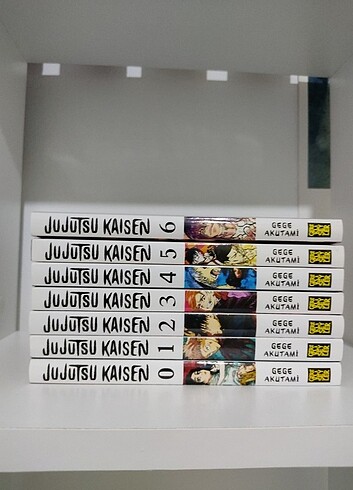 JUJUTSU KAISEN 6 GEGE AKUTAMİ
JUJUTSU KAISEN 5 GEGE AKUTAMİ
JUJUTSU KAISEN 4 GEGE AKUTAMİ
JUJUTSU KAISEN 3 GEGE AKUTAMİ
JUJUTSU KAISEN 2 GEGE AKUTAMİ
JUJUTSU KAISEN 1 GEGE AKUTAMİ
JUJUTSU KAISEN 0 GEGE AKUTAMİ